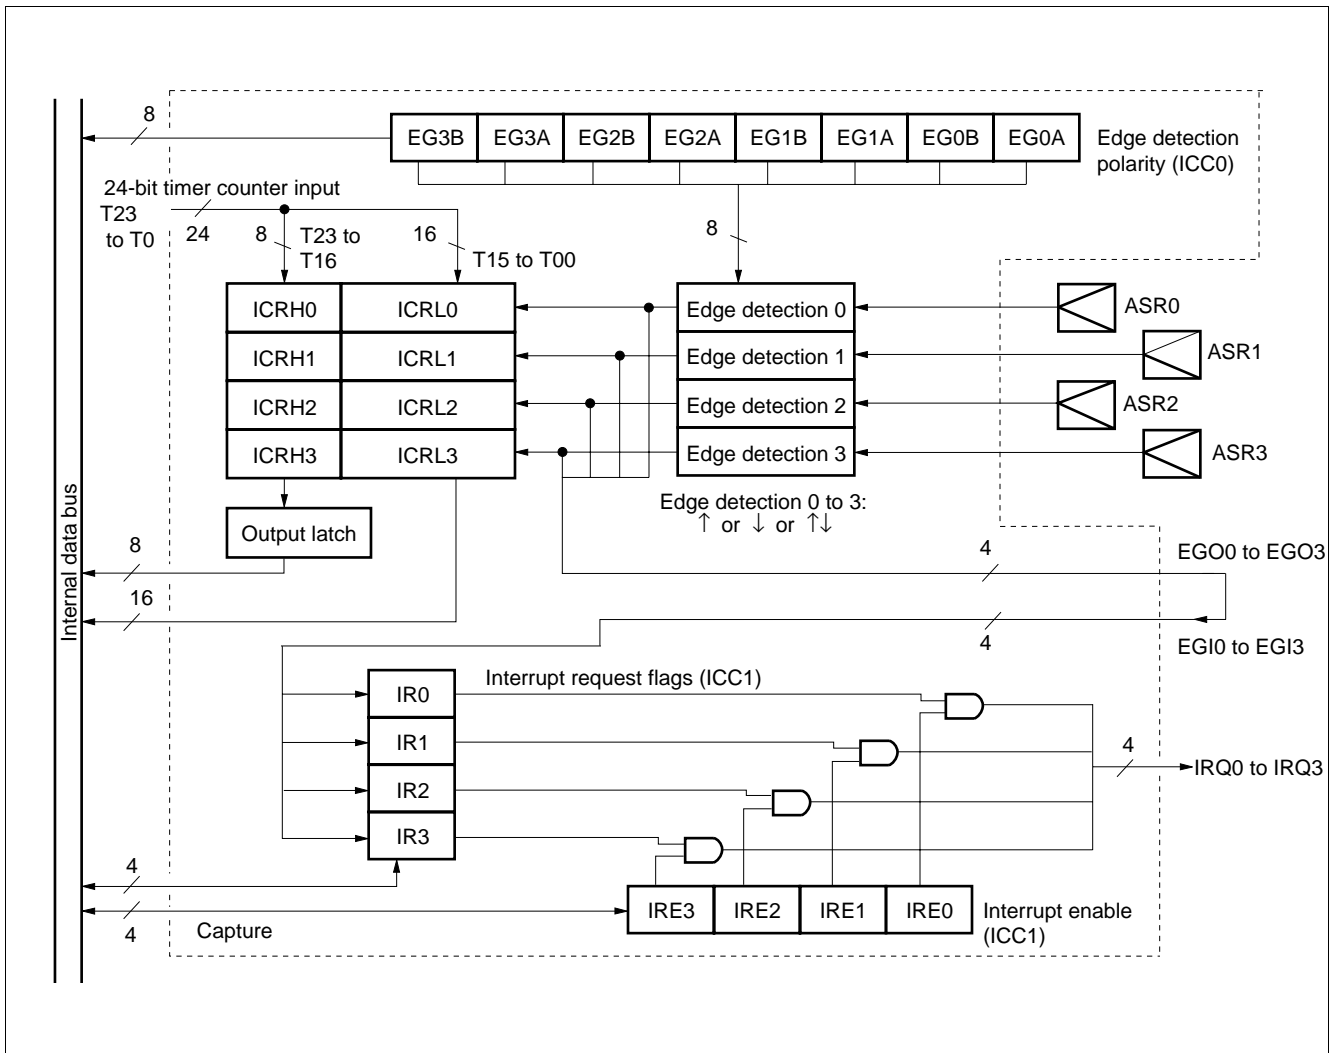 8
EG3B EG3A EG2B EG2A EG1B EG1A EG0B EG0A
Edge detection
polarity (ICC0)
24-bit timer counter input
T23
to T0
24
8
T23 to
T16
16
T15 to T00
8
ICRH0 ICRL0
Edge detection 0
ASR0
ICRH1 ICRL1
Edge detection 1
ASR1
ICRH2 ICRL2
Edge detection 2
ASR2
ICRH3 ICRL3
Edge detection 3
ASR3
Edge detection 0 to 3:
↑ or ↓ or ↑↓
Output latch
8
16
Internal data bus
4
EGO0 to EGO3
4
EGI0 to EGI3
Interrupt request flags (ICC1)
IR0
IR1
IR2
IR3
4
IRQ0 to IRQ3
4
4
Capture
IRE3 IRE2 IRE1 IRE0
Interrupt enable
(ICC1)